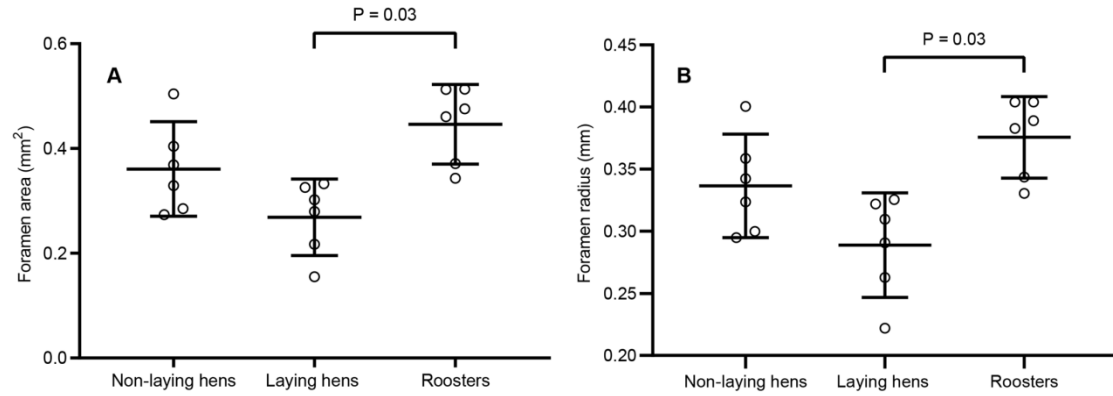 P = 0.03
A
Foramen area (mm²)
0.6
0.4
0.2
0.0
Non-laying hens
Laying hens
Roosters
P = 0.03
B
Foramen radius (mm)
0.45
0.40
0.35
0.30
0.25
0.20
Non-laying hens
Laying hens
Roosters